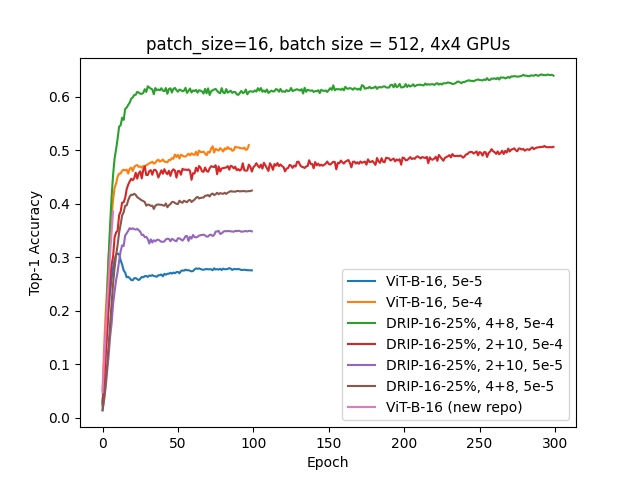 patch_size=16, batch size = 512, 4x4 GPUs
Top-1 Accuracy
0.6
0.5
0.4
0.3
0.2
0.1
0.0
ViT-B-16, 5e-5
ViT-B-16, 5e-4
DRIP-16-25%, 4+8, 5e-4
DRIP-16-25%, 2+10, 5e-4
DRIP-16-25%, 2+10, 5e-5
DRIP-16-25%, 4+8, 5e-5
ViT-B-16 (new repo)
0 50 100 150 200 250 300
Epoch